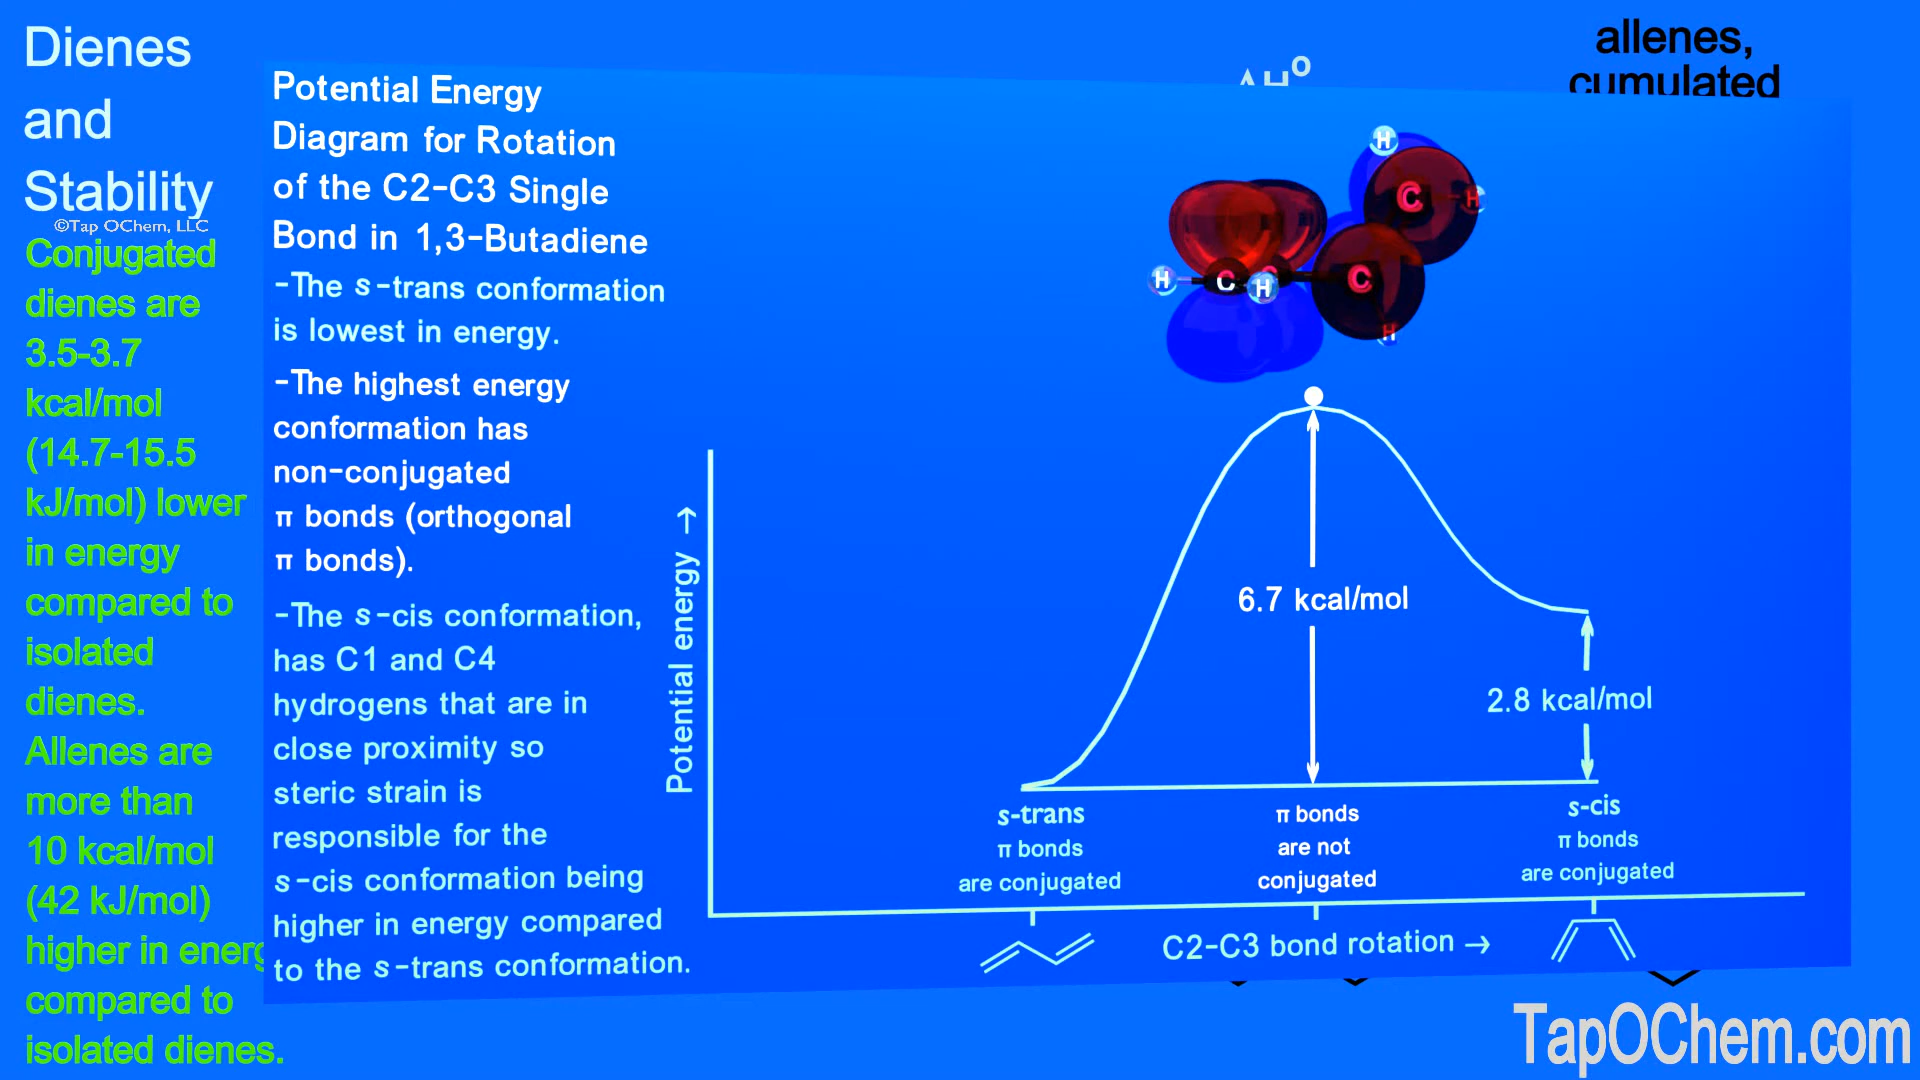 Dienes
and
Stability
©Tap OChem, LLC
Conjugated
dienes are
3.5-3.7
kcal/mol
(14.7-15.5
kJ/mol) lower
in energy
compared to
isolated
dienes.
Allenes are
more than
10 kcal/mol
(42 kJ/mol)
higher in energ
compared to
isolated dienes.
Potential Energy
Diagram for Rotation
of the C2-C3 Single
Bond in 1,3-Butadiene
-The s-trans conformation
is lowest in energy.
-The highest energy
conformation has
non-conjugated
π bonds (orthogonal
π bonds).
-The s-cis conformation,
has C1 and C4
hydrogens that are in
close proximity so
steric strain is
responsible for the
s-cis conformation being
higher in energy compared
to the s-trans conformation.
allenes,
cumulated
H
C
H
C
H
C
H
H
Potential energy →
6.7 kcal/mol
2.8 kcal/mol
s-trans
π bonds
are conjugated
π bonds
are not
conjugated
s-cis
π bonds
are conjugated
C2-C3 bond rotation →
TapOChem.com